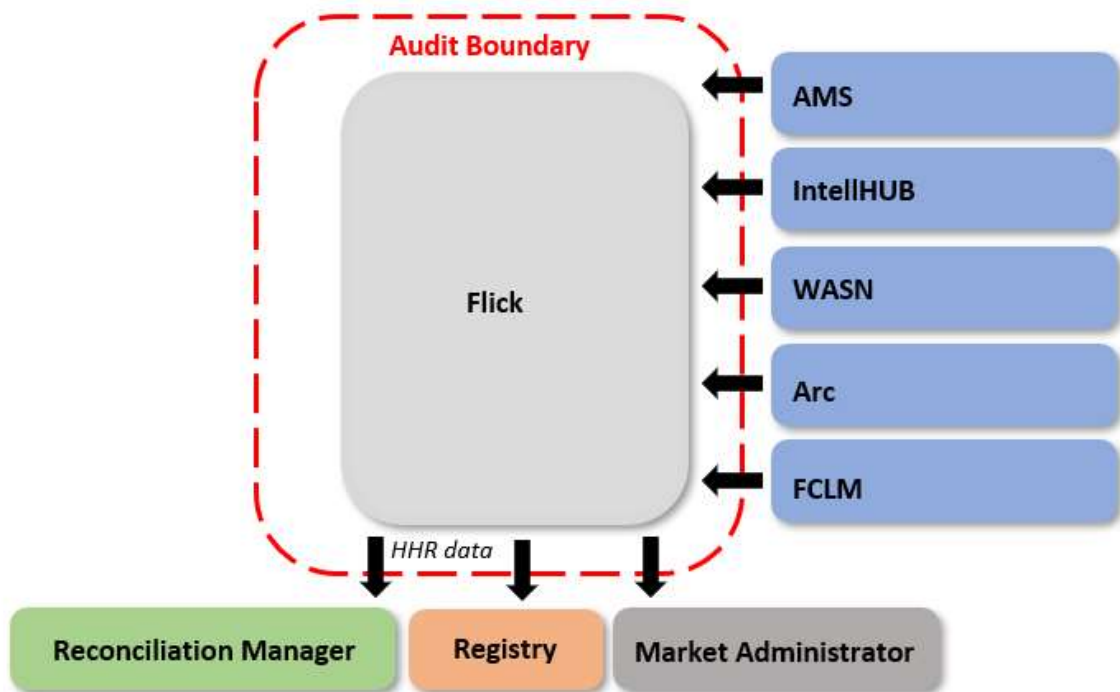 Audit Boundary
AMS
IntellHUB
WASN
Flick
Arc
FCLM
HHR data
Reconciliation Manager
Registry
Market Administrator